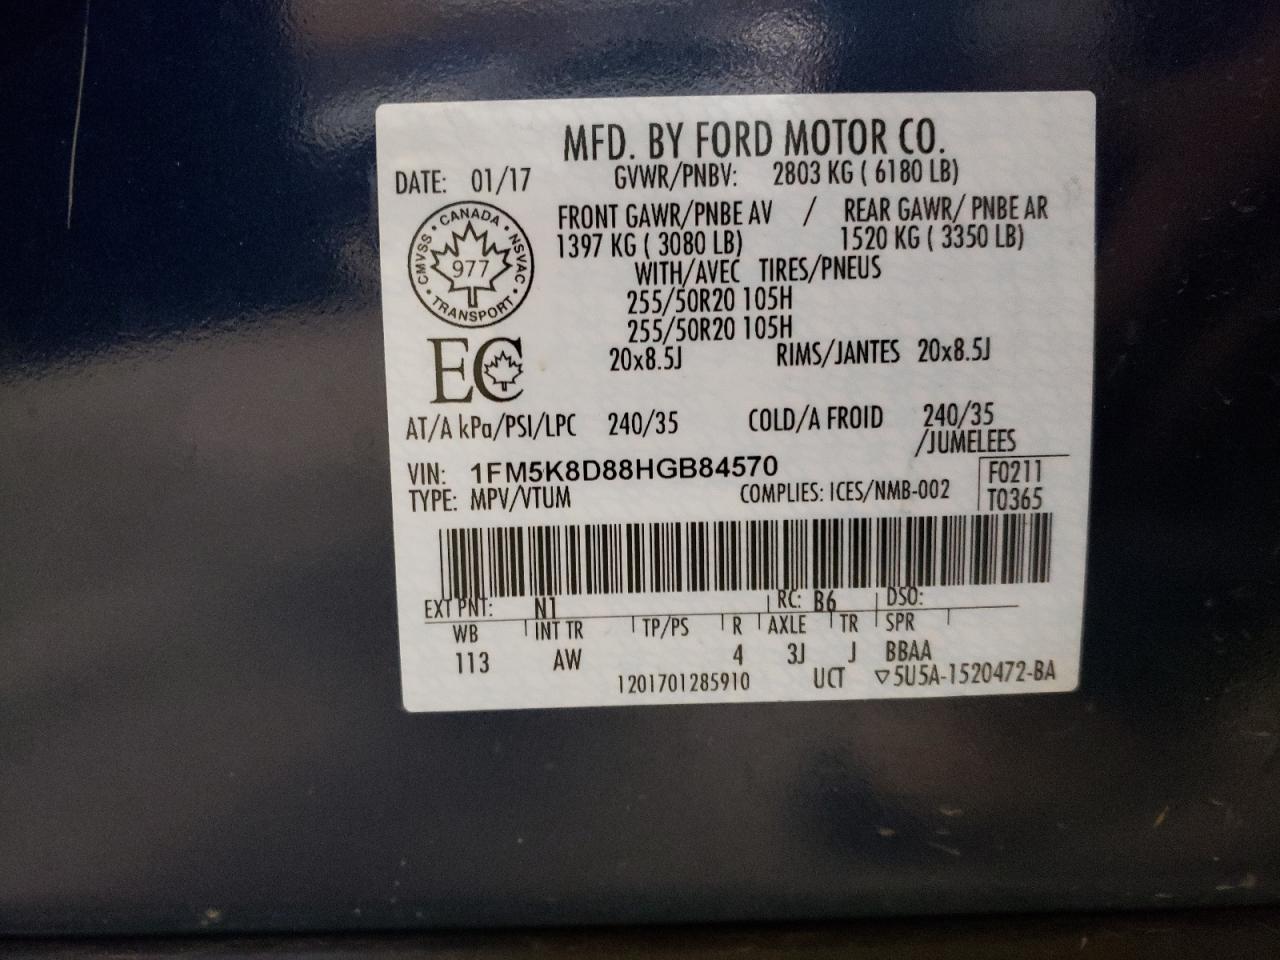 MFD. BY FORD MOTOR CO.
DATE: 01/17 GVWR/PNBV: 2803 KG ( 6180 LB)
FRONT GAWR/PNBE AV / REAR GAWR/ PNBE AR
1397 KG ( 3080 LB) 1520 KG ( 3350 LB)
WITH/AVEC TIRES/PNEUS
255/50R20 105H
255/50R20 105H
20x8.5J RIMS/JANTES 20x8.5J
CANADA
CMVSS NSVAC
977
TRANSPORT
EC
AT/A kPa/PSI/LPC 240/35 COLD/A FROID 240/35
/JUMELEES
VIN: 1FM5K8D88HGB84570 F0211
TYPE: MPV/VTUM COMPLIES: ICES/NMB-002 T0365
EXT PNT: N1 RC: B6 DSO:
WB INT TR TP/PS R AXLE TR SPR
113 AW 4 3J J BBAA
1201701285910 UCT ▽5U5A-1520472-BA